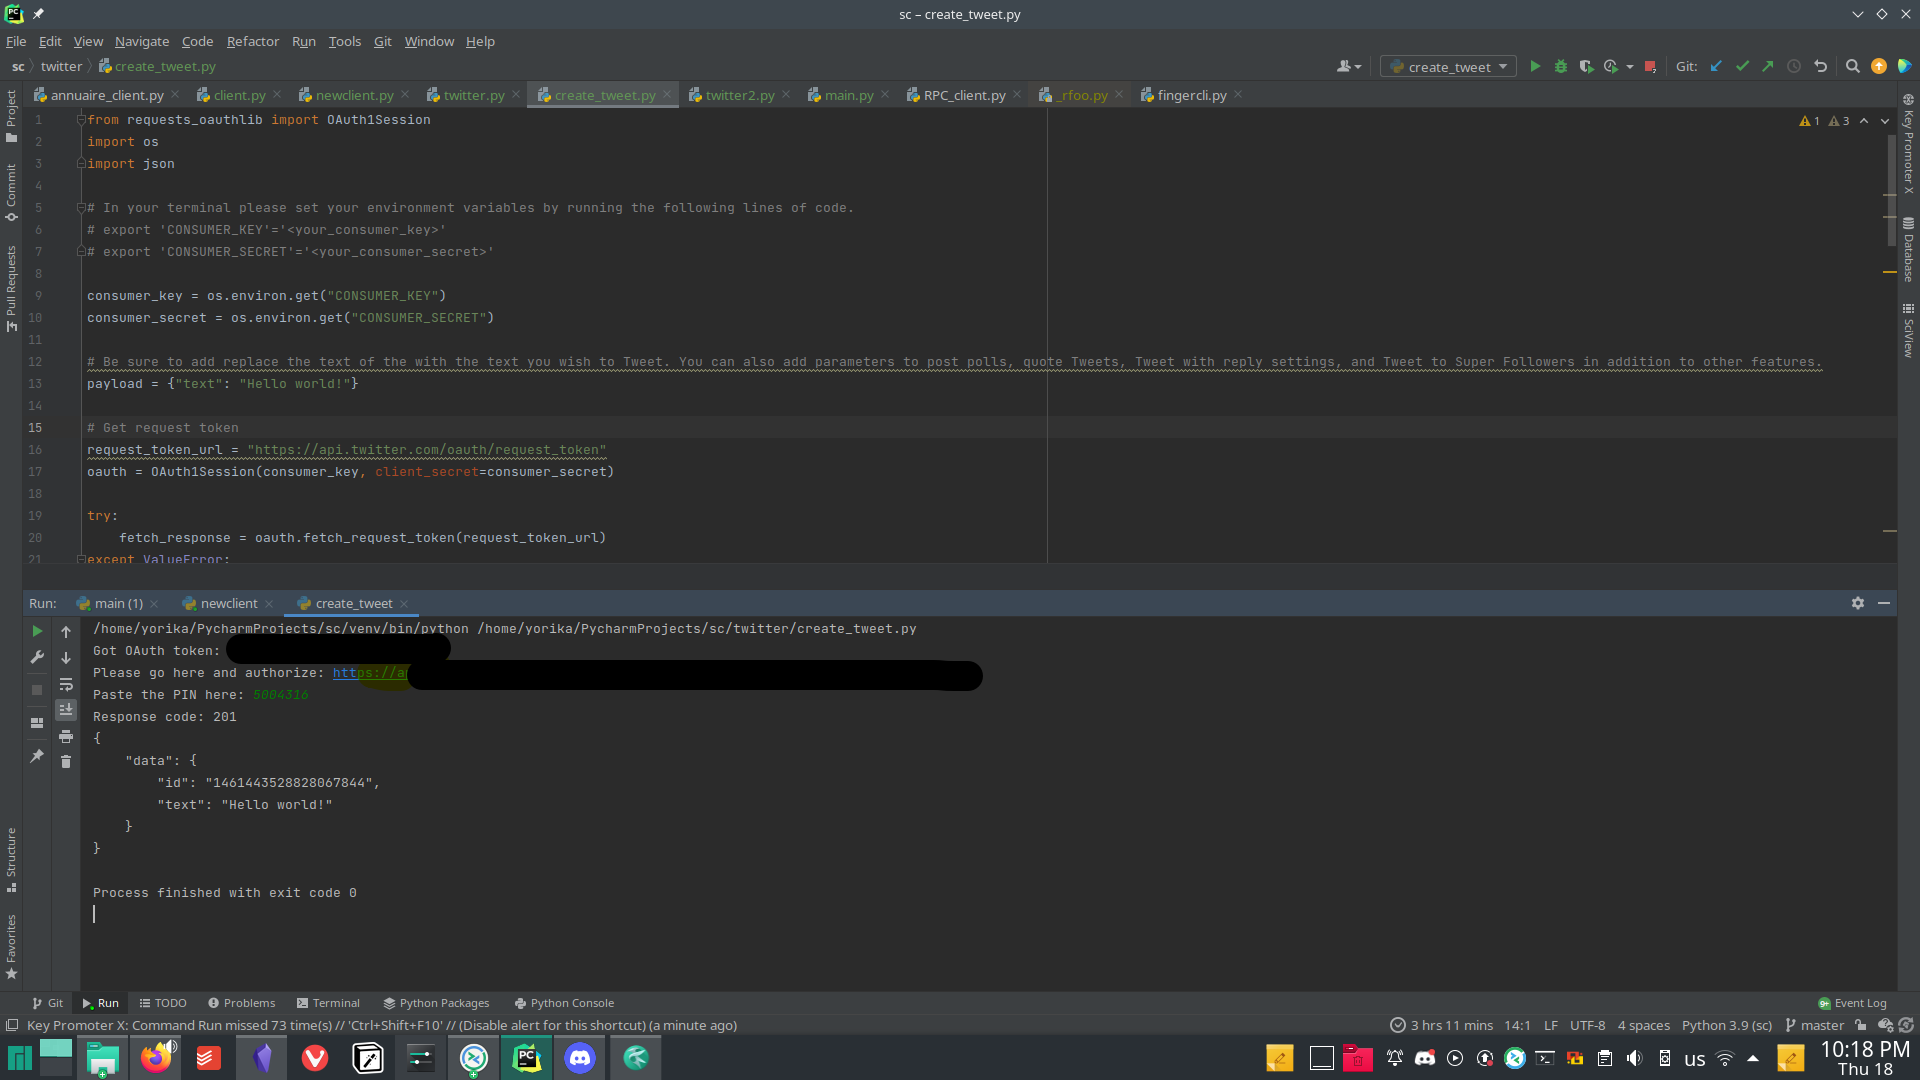 sc – create_tweet.py
File Edit View Navigate Code Refactor Run Tools Git Window Help
sc twitter create_tweet.py
create_tweet Git:
annuaire_client.py client.py newclient.py twitter.py create_tweet.py twitter2.py main.py RPC_client.py _rfoo.py fingercli.py
1 from requests_oauthlib import OAuth1Session
2 import os
3 import json
4
5 # In your terminal please set your environment variables by running the following lines of code.
6 # export 'CONSUMER_KEY'='<your_consumer_key>'
7 # export 'CONSUMER_SECRET'='<your_consumer_secret>'
8
9 consumer_key = os.environ.get("CONSUMER_KEY")
10 consumer_secret = os.environ.get("CONSUMER_SECRET")
11
12 # Be sure to add replace the text of the with the text you wish to Tweet. You can also add parameters to post polls, quote Tweets, Tweet with reply settings, and Tweet to Super Followers in addition to other features.
13 payload = {"text": "Hello world!"}
14
15 # Get request token
16 request_token_url = "https://api.twitter.com/oauth/request_token"
17 oauth = OAuth1Session(consumer_key, client_secret=consumer_secret)
18
19 try:
20 fetch_response = oauth.fetch_request_token(request_token_url)
21 except ValueError:
1 3
Project
Commit
Pull Requests
Structure
Favorites
Key Promoter X
Database
SciView
Run: main (1) newclient create_tweet
/home/yorika/PycharmProjects/sc/venv/bin/python /home/yorika/PycharmProjects/sc/twitter/create_tweet.py
Got OAuth token:
Please go here and authorize: https://ap
Paste the PIN here: 5004316
Response code: 201
{
"data": {
"id": "1461443528828067844",
"text": "Hello world!"
}
}
Process finished with exit code 0
Git Run TODO Problems Terminal Python Packages Python Console 9+ Event Log
Key Promoter X: Command Run missed 73 time(s) // 'Ctrl+Shift+F10' // (Disable alert for this shortcut) (a minute ago) 3 hrs 11 mins 14:1 LF UTF-8 4 spaces Python 3.9 (sc) master
PC
us
10:18 PM
Thu 18